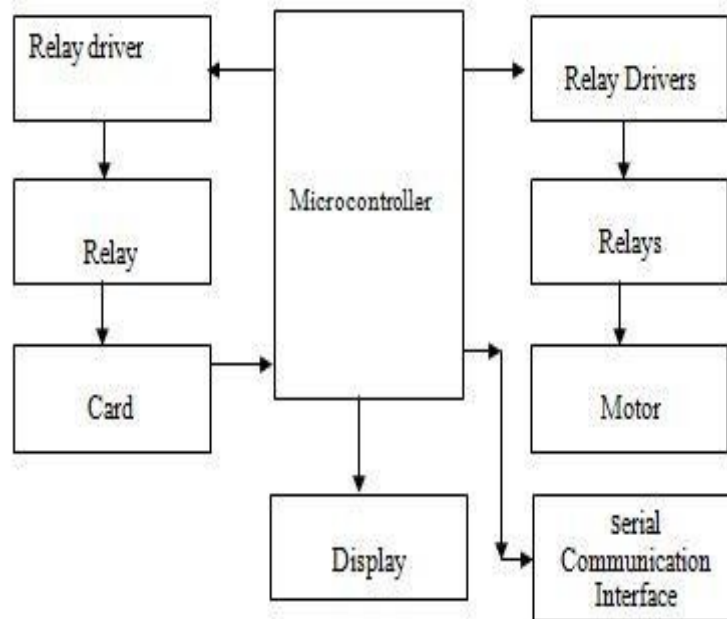 Relay driver
Relay Drivers
Microcontroller
Relay
Relays
Card
Motor
Display
Serial
Communication
Interface